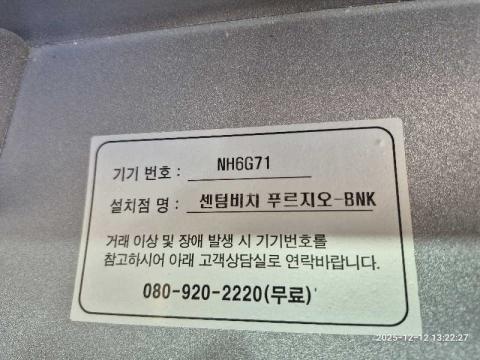 기기 번호 : NH6G71
설치점 명 : 센텀비치 푸르지오-BNK
거래 이상 및 장애 발생 시 기기번호를
참고하시어 아래 고객상담실로 연락바랍니다.
080-920-2220(무료)
2025-12-12 13:22:27